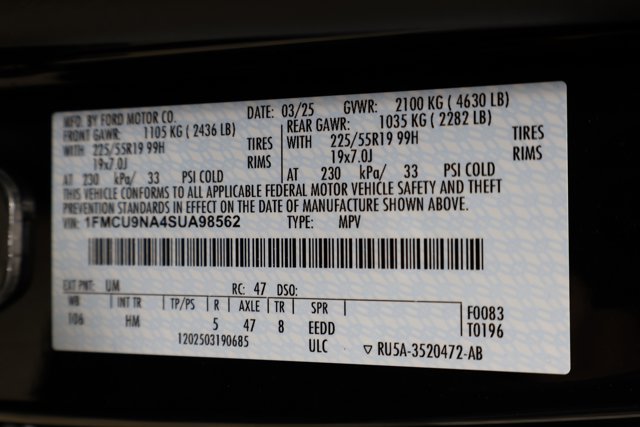 MFD. BY FORD MOTOR CO. DATE: 03/25 GVWR: 2100 KG ( 4630 LB)
FRONT GAWR: 1105 KG ( 2436 LB) REAR GAWR: 1035 KG ( 2282 LB)
WITH 225/55R19 99H TIRES WITH 225/55R19 99H TIRES
19x7.0J RIMS 19x7.0J RIMS
AT 230 kPa/ 33 PSI COLD AT 230 kPa/ 33 PSI COLD
THIS VEHICLE CONFORMS TO ALL APPLICABLE FEDERAL MOTOR VEHICLE SAFETY AND THEFT
PREVENTION STANDARDS IN EFFECT ON THE DATE OF MANUFACTURE SHOWN ABOVE.
VIN: 1FMCU9NA4SUA98562 TYPE: MPV
EXT PNT: UM RC: 47 DSO:
WB INT TR TP/PS R AXLE TR SPR F0083
106 HM 5 47 8 EEDD T0196
1202503190685 ULC ▽ RU5A-3520472-AB